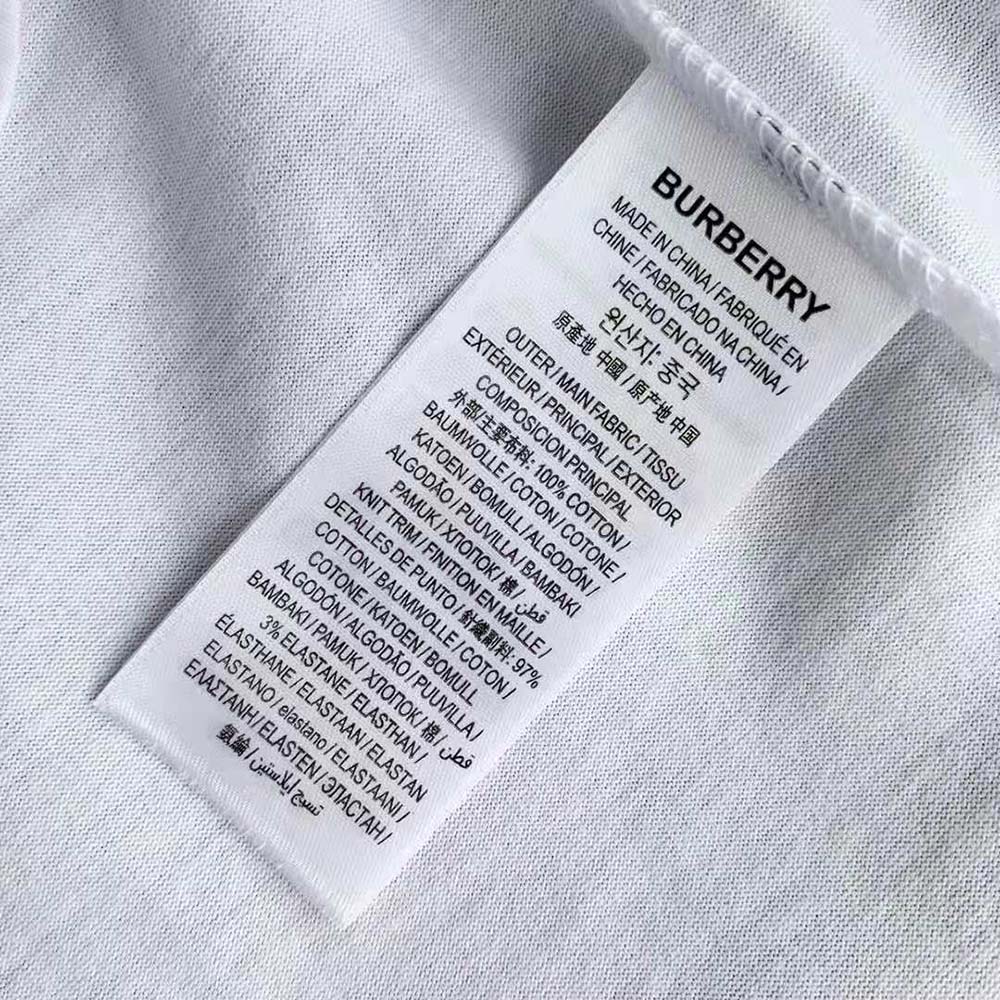 BURBERRY
MADE IN CHINA / FABRIQUÉ EN
CHINE / FABRICADO NA CHINA /
HECHO EN CHINA
원산지: 중국
原產地 中國 / 原产地 中国
OUTER / MAIN FABRIC / TISSU
EXTÉRIEUR / PRINCIPAL / EXTERIOR
COMPOSICION PRINCIPAL
外部/主要布料: 100% COTTON /
BAUMWOLLE / COTON / COTONE /
KATOEN / BOMULL / ALGODÓN /
ALGODÃO / PUUVILLA / BAMBAKI
PAMUK / ХЛОПОК / 棉 / قطن
KNIT TRIM / FINITION EN MAILLE /
DETALLES DE PUNTO / 針織副料: 97%
COTTON / BAUMWOLLE / COTON /
COTONE / KATOEN / BOMULL
ALGODÓN / ALGODÃO / PUUVILLA /
BAMBAKI / PAMUK / ХЛОПОК / 棉 قطن
3% ELASTANE / ELASTHAN /
ÉLASTHANE / ELASTAAN / ELASTAN
ELASTANO / elastano / ELASTAANI /
ΕΛΑΣΤΑΝΗ / ELASTEN / ЭЛАСТАН /
氨綸 / نسيج إيلاستين